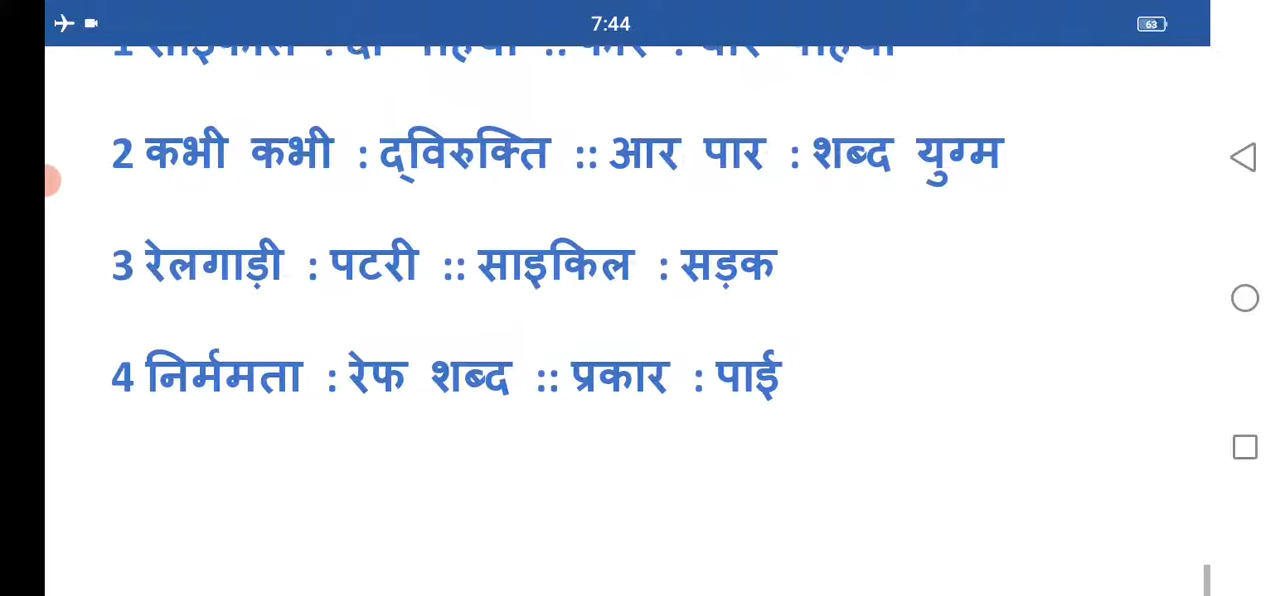 7:44
63
2 कभी कभी : द्विरुक्ति :: आर पार : शब्द युग्म
3 रेलगाड़ी : पटरी :: साइकिल : सड़क
4 निर्ममता : रेफ शब्द :: प्रकार : पाई